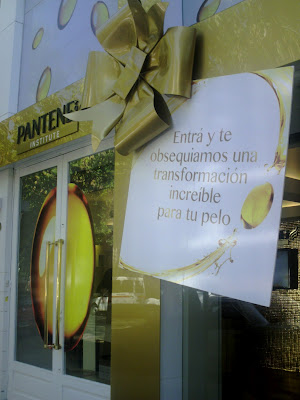 PANTENE
INSTITUTE
Entrá y te
obsequiamos una
transformación
increíble
para tu pelo